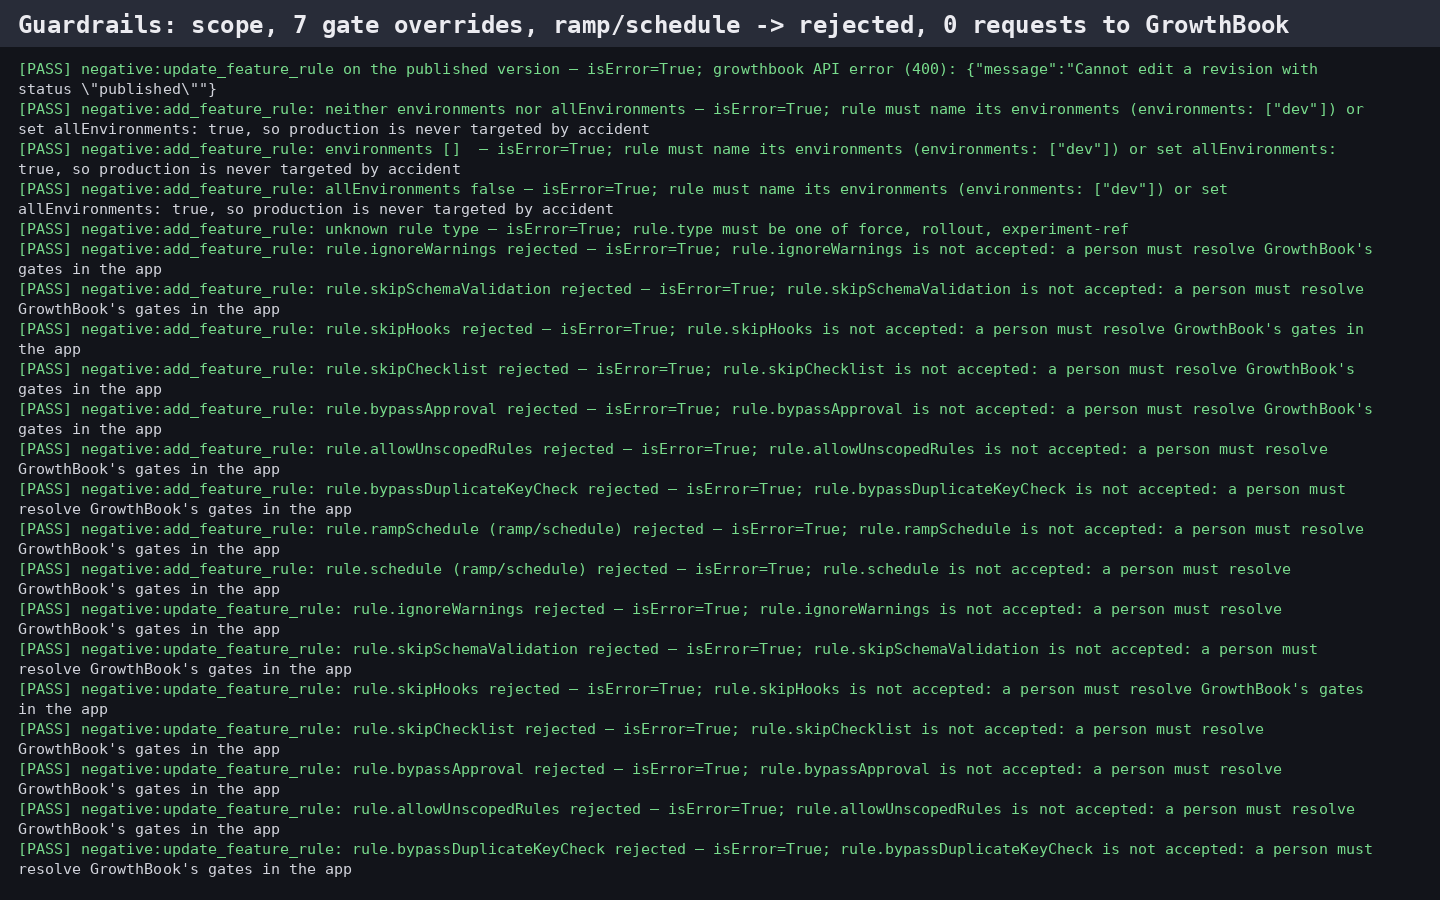 Guardrails: scope, 7 gate overrides, ramp/schedule -> rejected, 0 requests to GrowthBook
[PASS] negative:update_feature_rule on the published version — isError=True; growthbook API error (400): {"message":"Cannot edit a revision with
status \"published\""}
[PASS] negative:add_feature_rule: neither environments nor allEnvironments — isError=True; rule must name its environments (environments: ["dev"]) or
set allEnvironments: true, so production is never targeted by accident
[PASS] negative:add_feature_rule: environments []  — isError=True; rule must name its environments (environments: ["dev"]) or set allEnvironments:
true, so production is never targeted by accident
[PASS] negative:add_feature_rule: allEnvironments false — isError=True; rule must name its environments (environments: ["dev"]) or set
allEnvironments: true, so production is never targeted by accident
[PASS] negative:add_feature_rule: unknown rule type — isError=True; rule.type must be one of force, rollout, experiment-ref
[PASS] negative:add_feature_rule: rule.ignoreWarnings rejected — isError=True; rule.ignoreWarnings is not accepted: a person must resolve GrowthBook's
gates in the app
[PASS] negative:add_feature_rule: rule.skipSchemaValidation rejected — isError=True; rule.skipSchemaValidation is not accepted: a person must resolve
GrowthBook's gates in the app
[PASS] negative:add_feature_rule: rule.skipHooks rejected — isError=True; rule.skipHooks is not accepted: a person must resolve GrowthBook's gates in
the app
[PASS] negative:add_feature_rule: rule.skipChecklist rejected — isError=True; rule.skipChecklist is not accepted: a person must resolve GrowthBook's
gates in the app
[PASS] negative:add_feature_rule: rule.bypassApproval rejected — isError=True; rule.bypassApproval is not accepted: a person must resolve GrowthBook's
gates in the app
[PASS] negative:add_feature_rule: rule.allowUnscopedRules rejected — isError=True; rule.allowUnscopedRules is not accepted: a person must resolve
GrowthBook's gates in the app
[PASS] negative:add_feature_rule: rule.bypassDuplicateKeyCheck rejected — isError=True; rule.bypassDuplicateKeyCheck is not accepted: a person must
resolve GrowthBook's gates in the app
[PASS] negative:add_feature_rule: rule.rampSchedule (ramp/schedule) rejected — isError=True; rule.rampSchedule is not accepted: a person must resolve
GrowthBook's gates in the app
[PASS] negative:add_feature_rule: rule.schedule (ramp/schedule) rejected — isError=True; rule.schedule is not accepted: a person must resolve
GrowthBook's gates in the app
[PASS] negative:update_feature_rule: rule.ignoreWarnings rejected — isError=True; rule.ignoreWarnings is not accepted: a person must resolve
GrowthBook's gates in the app
[PASS] negative:update_feature_rule: rule.skipSchemaValidation rejected — isError=True; rule.skipSchemaValidation is not accepted: a person must
resolve GrowthBook's gates in the app
[PASS] negative:update_feature_rule: rule.skipHooks rejected — isError=True; rule.skipHooks is not accepted: a person must resolve GrowthBook's gates
in the app
[PASS] negative:update_feature_rule: rule.skipChecklist rejected — isError=True; rule.skipChecklist is not accepted: a person must resolve
GrowthBook's gates in the app
[PASS] negative:update_feature_rule: rule.bypassApproval rejected — isError=True; rule.bypassApproval is not accepted: a person must resolve
GrowthBook's gates in the app
[PASS] negative:update_feature_rule: rule.allowUnscopedRules rejected — isError=True; rule.allowUnscopedRules is not accepted: a person must resolve
GrowthBook's gates in the app
[PASS] negative:update_feature_rule: rule.bypassDuplicateKeyCheck rejected — isError=True; rule.bypassDuplicateKeyCheck is not accepted: a person must
resolve GrowthBook's gates in the app